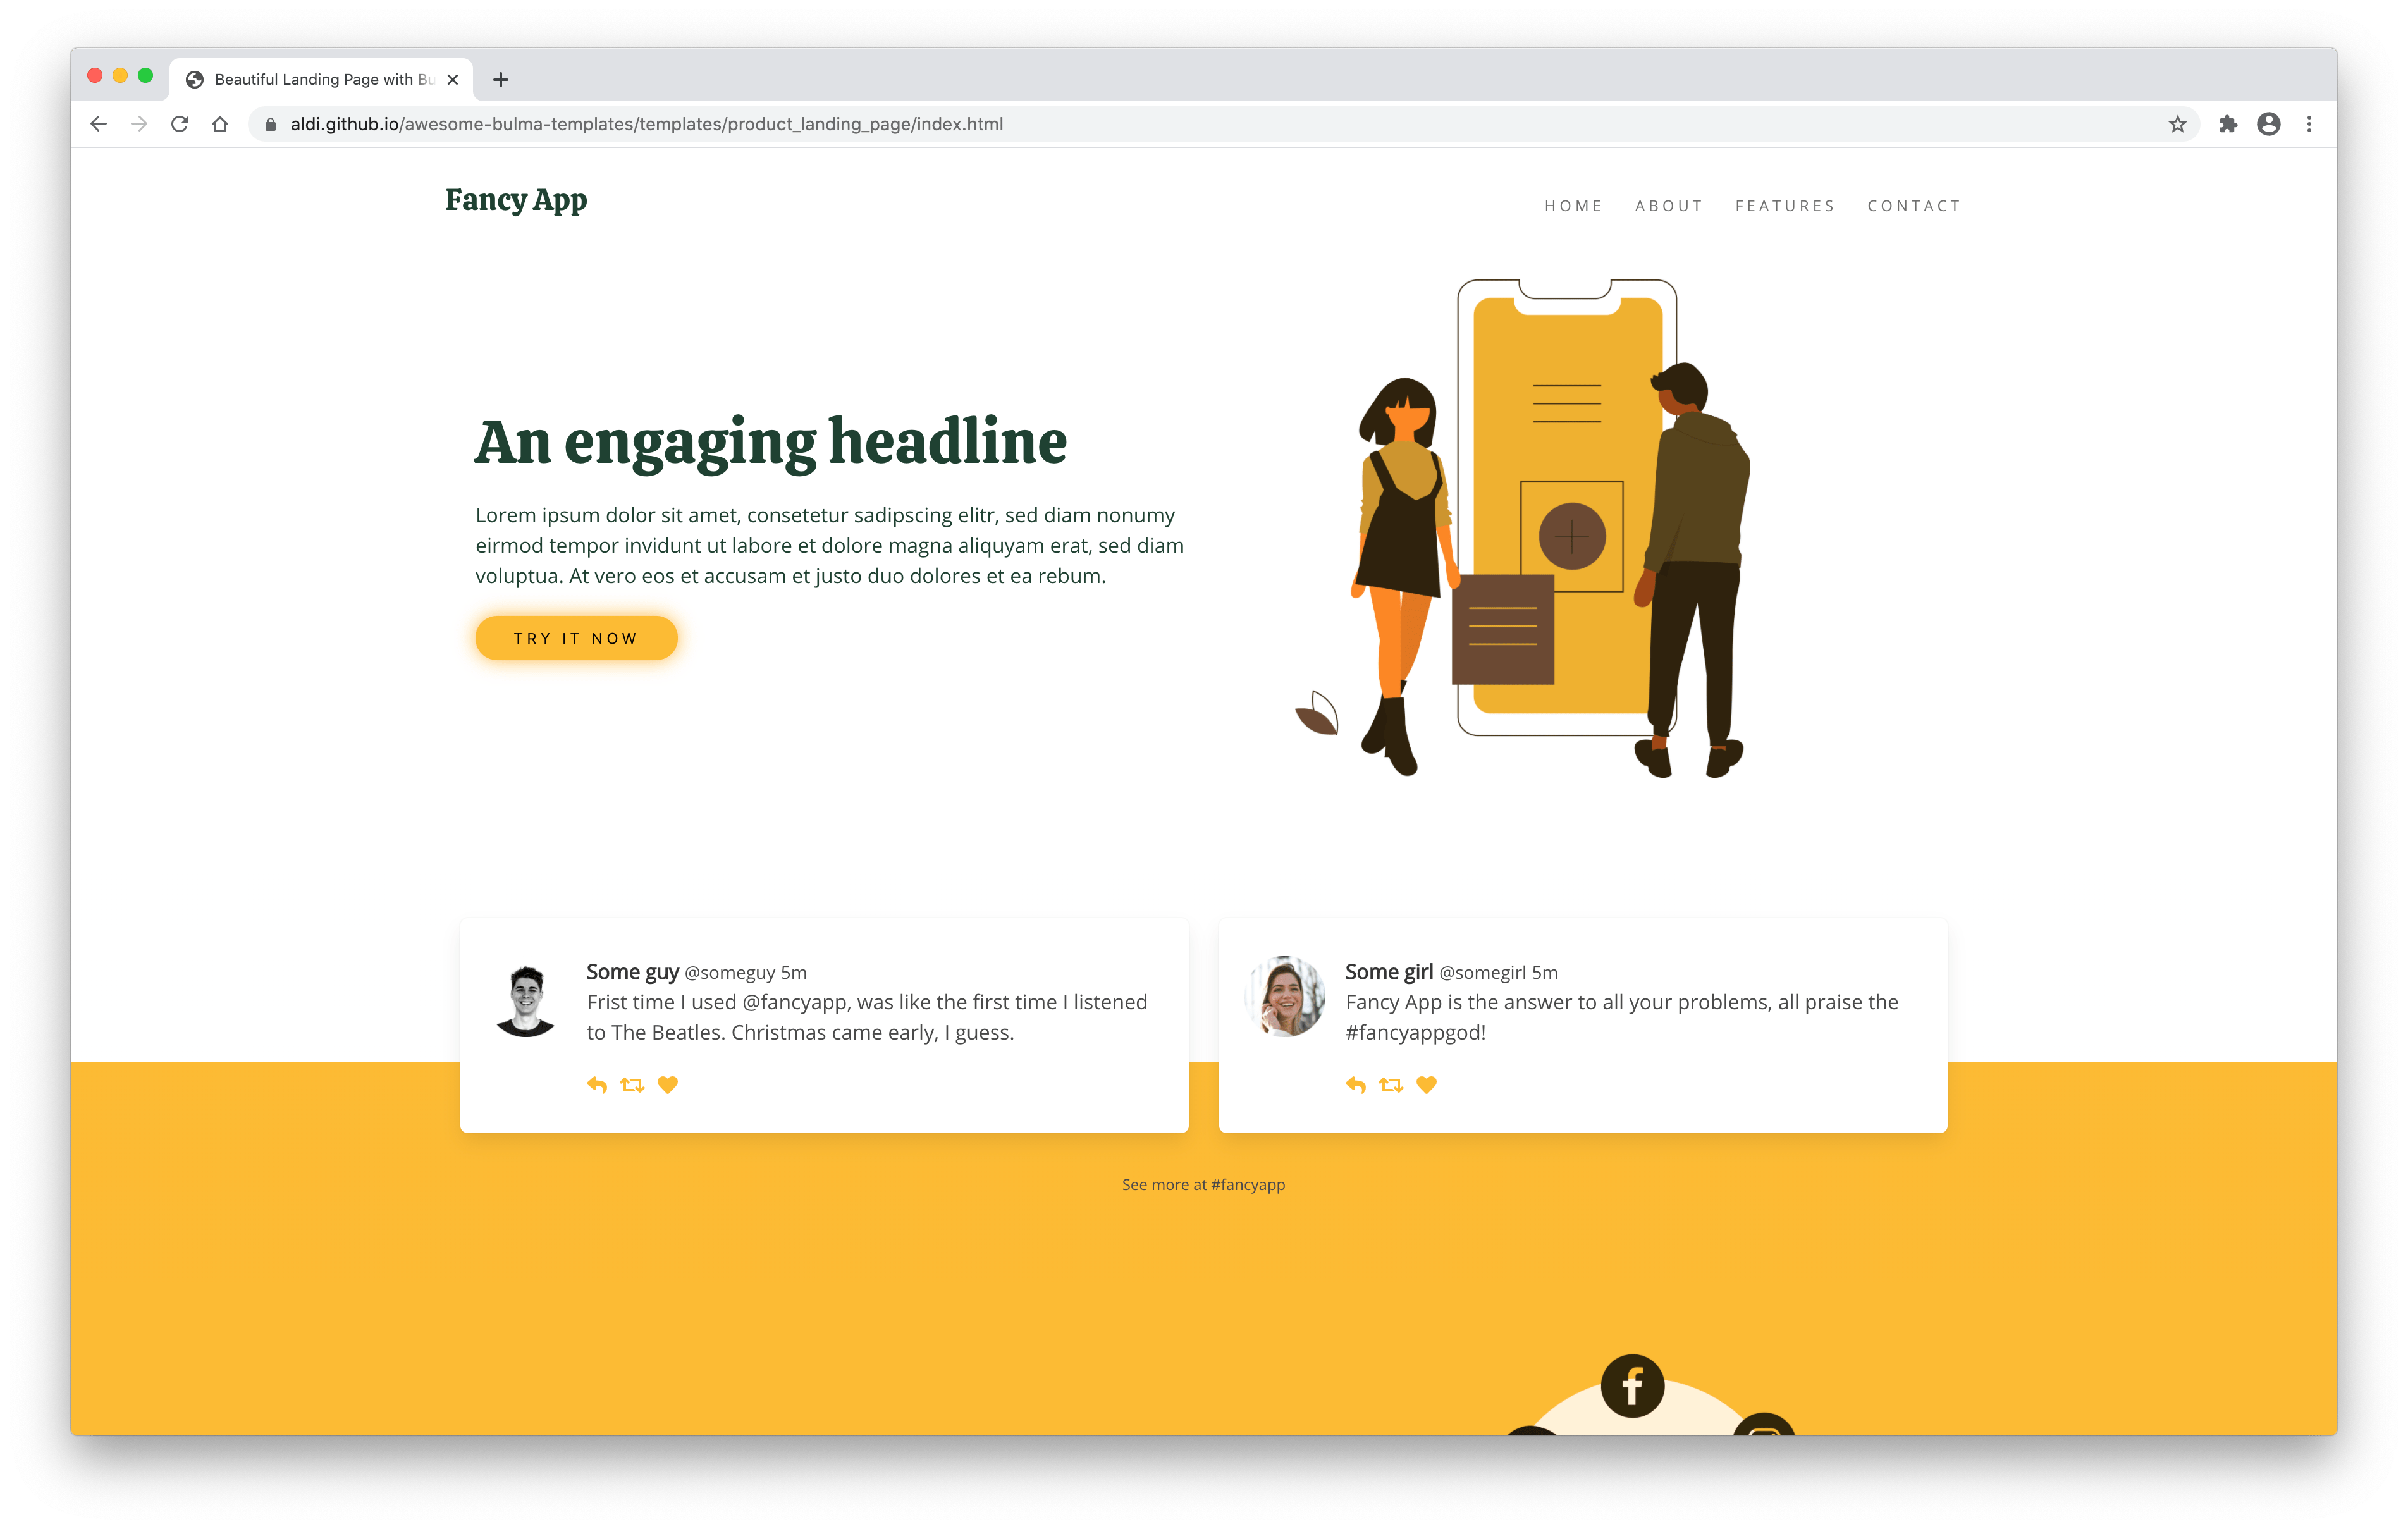 Beautiful Landing Page with Bu
aldi.github.io/awesome-bulma-templates/templates/product_landing_page/index.html
Fancy App
HOME ABOUT FEATURES CONTACT
An engaging headline
Lorem ipsum dolor sit amet, consetetur sadipscing elitr, sed diam nonumy
eirmod tempor invidunt ut labore et dolore magna aliquyam erat, sed diam
voluptua. At vero eos et accusam et justo duo dolores et ea rebum.
TRY IT NOW
Some guy @someguy 5m
Frist time I used @fancyapp, was like the first time I listened
to The Beatles. Christmas came early, I guess.
Some girl @somegirl 5m
Fancy App is the answer to all your problems, all praise the
#fancyappgod!
See more at #fancyapp